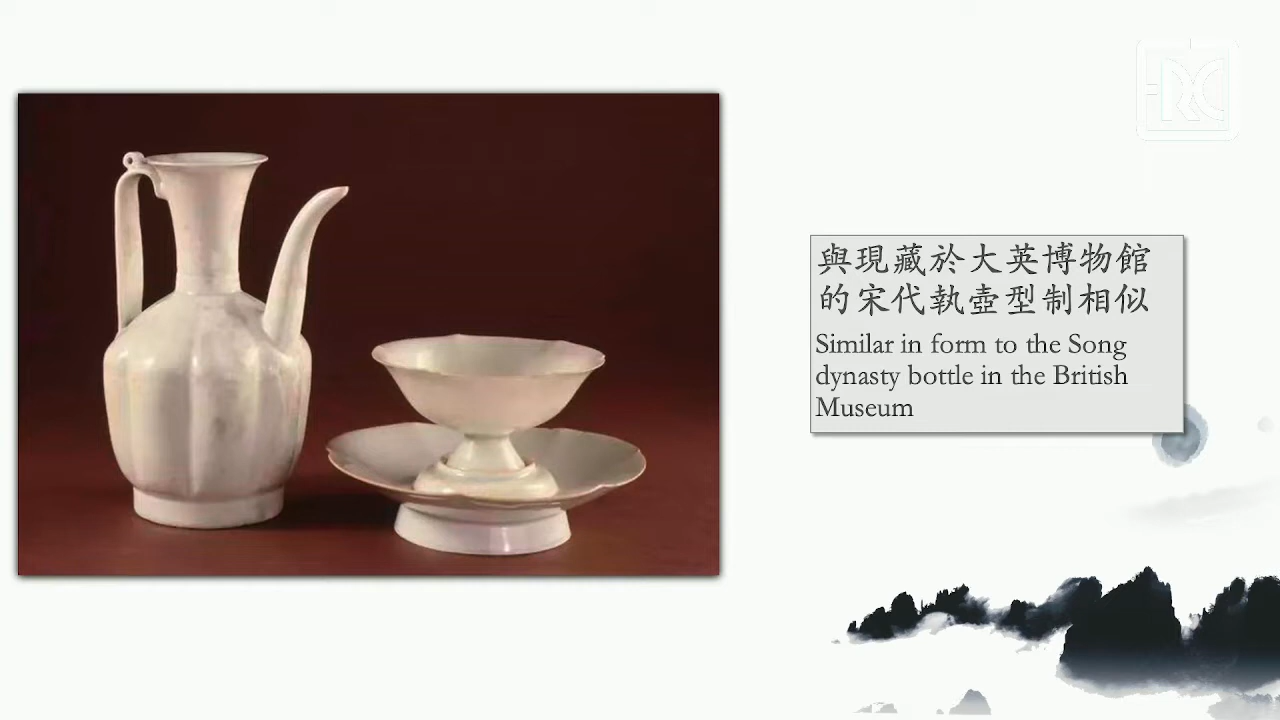 與現藏於大英博物館
的宋代執壺型制相似
Similar in form to the Song
dynasty bottle in the British
Museum